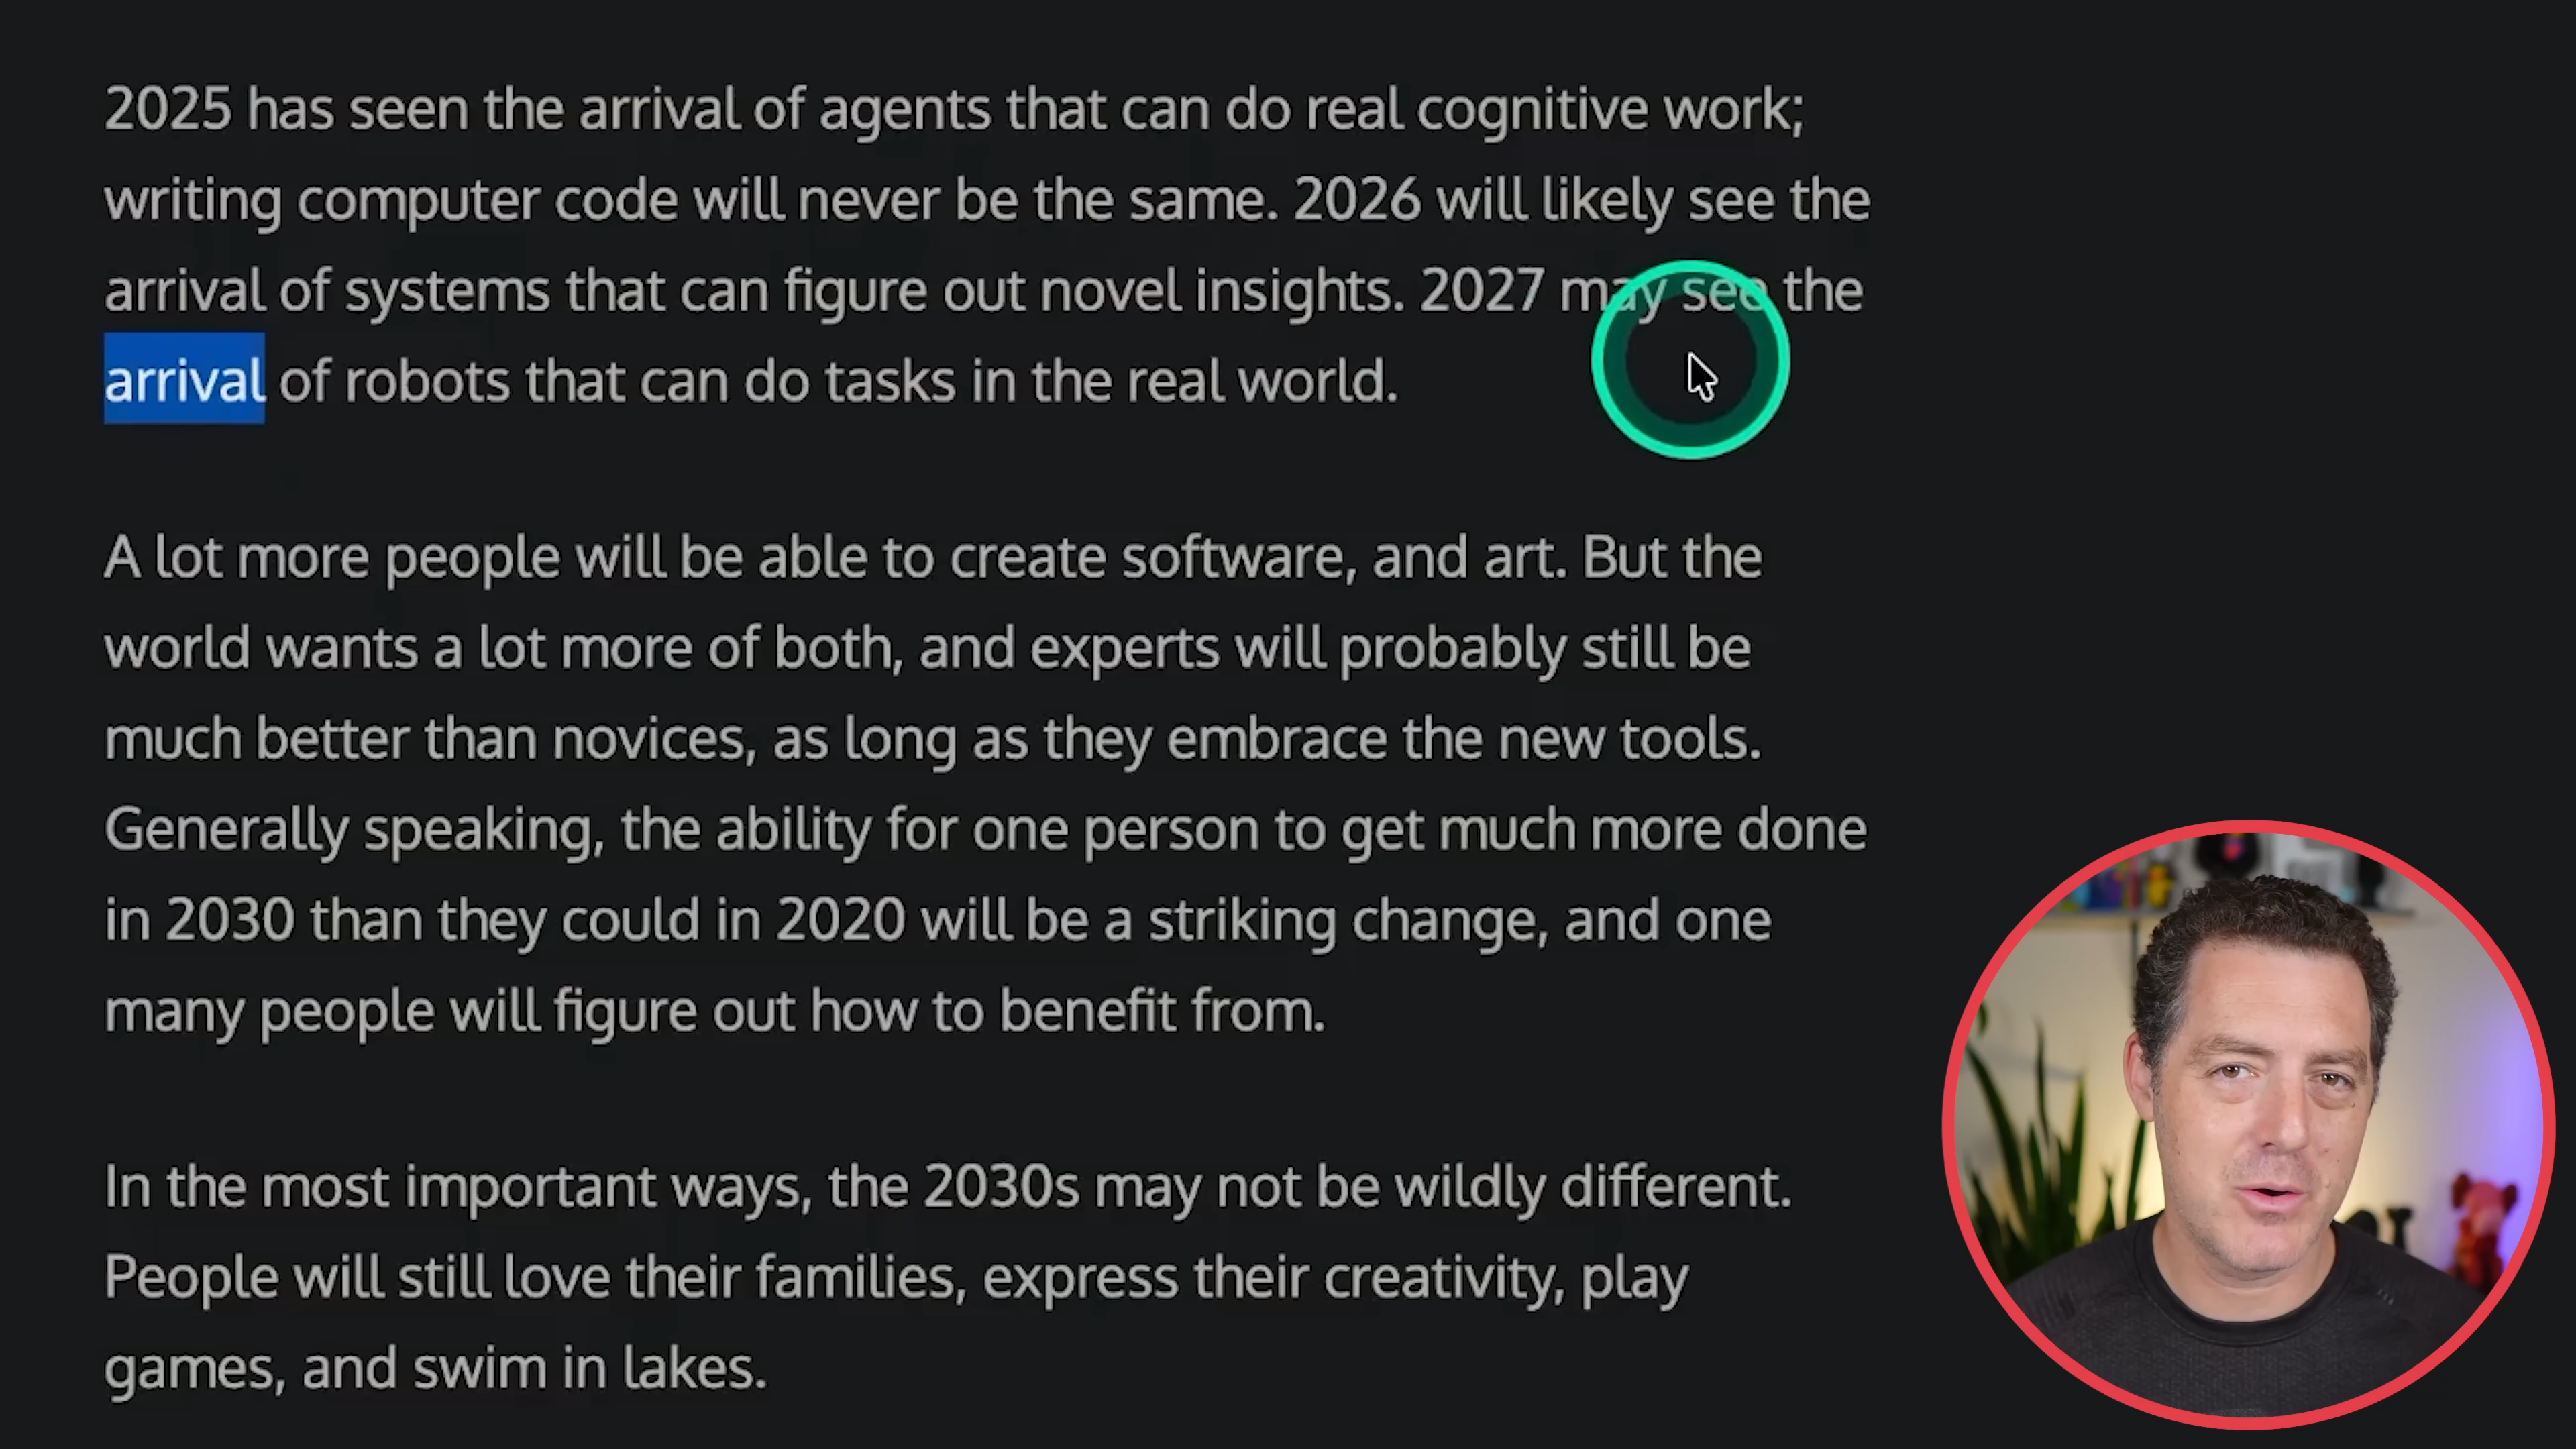 2025 has seen the arrival of agents that can do real cognitive work;
writing computer code will never be the same. 2026 will likely see the
arrival of systems that can figure out novel insights. 2027 may see the
arrival of robots that can do tasks in the real world.
A lot more people will be able to create software, and art. But the
world wants a lot more of both, and experts will probably still be
much better than novices, as long as they embrace the new tools.
Generally speaking, the ability for one person to get much more done
in 2030 than they could in 2020 will be a striking change, and one
many people will figure out how to benefit from.
In the most important ways, the 2030s may not be wildly different.
People will still love their families, express their creativity, play
games, and swim in lakes.